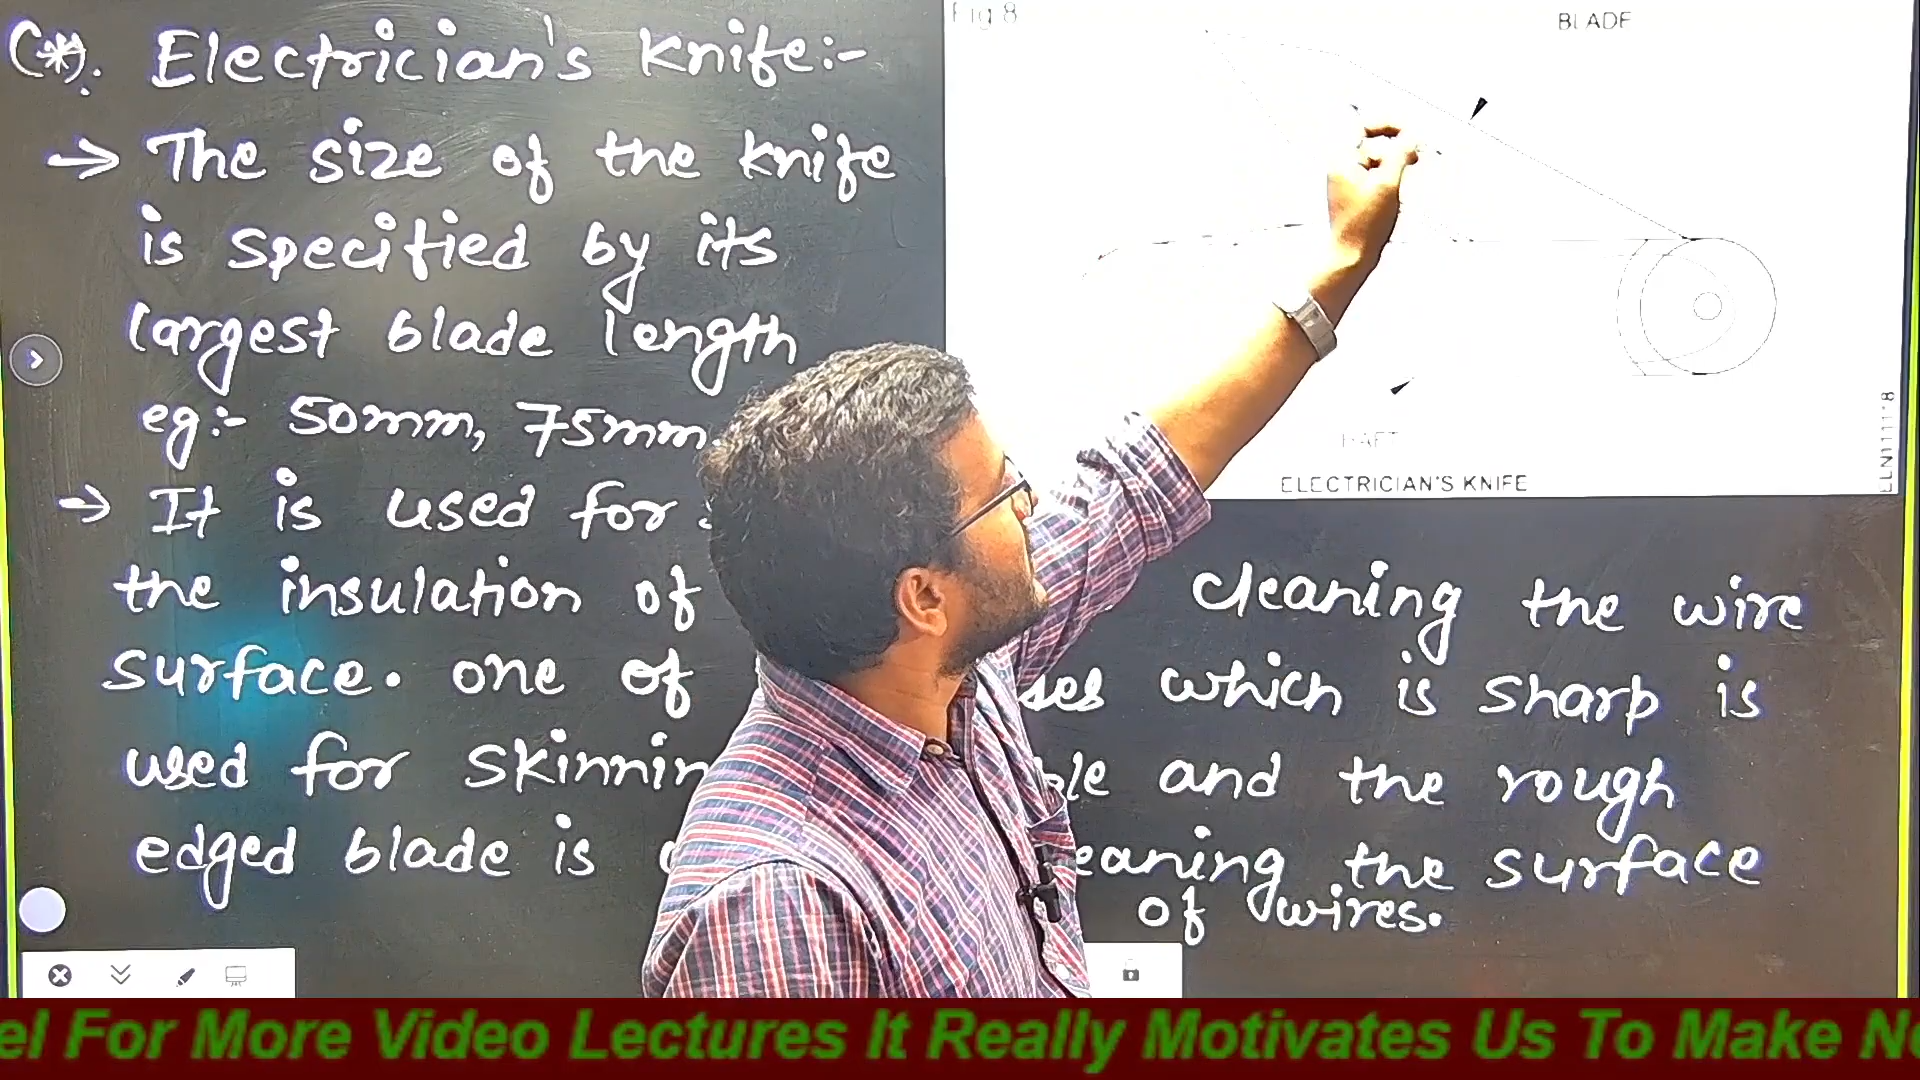 (*). Electrician's Knife:-
→ The size of the knife
is specified by its
largest blade length
eg:- 50mm, 75mm.
→ It is used for
the insulation of cleaning the wire
surface. one of which is sharp is
used for and the rough
edged blade is the surface
of wires.
Fig 8
BLADE
HAFT
ELECTRICIAN'S KNIFE
ELN111118
For More Video Lectures It Really Motivates Us To Make